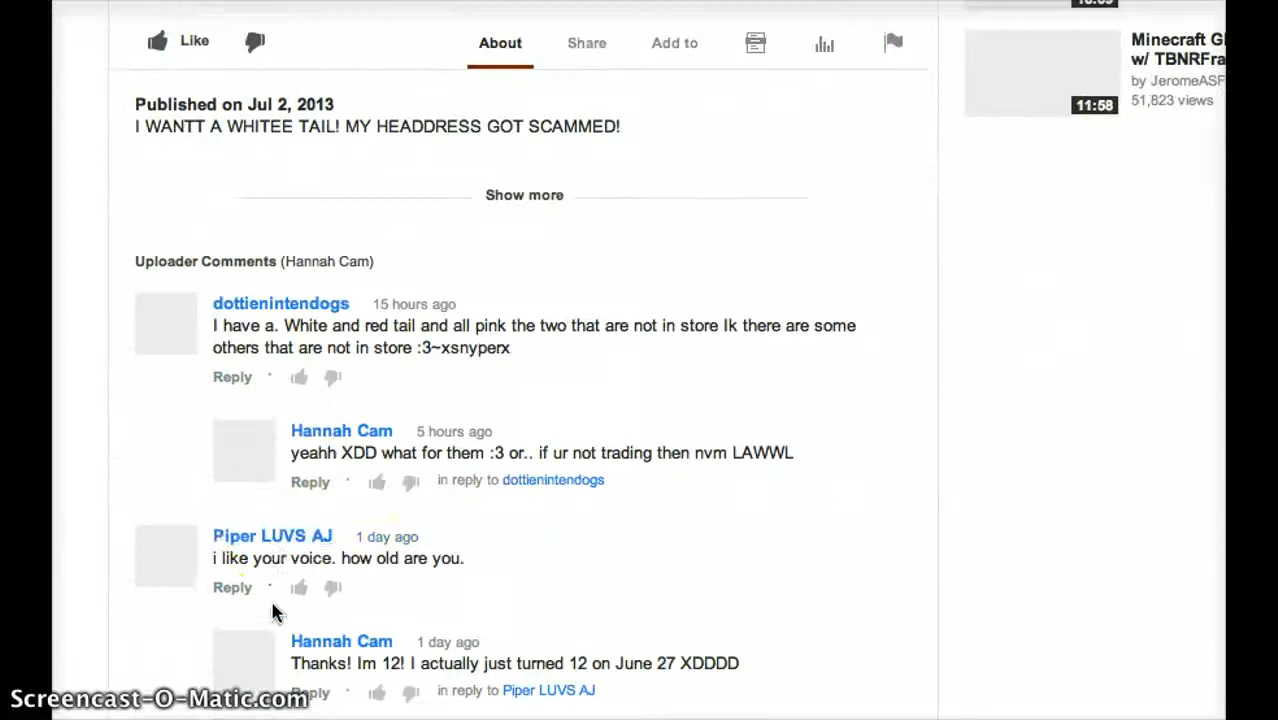 10:09
Like
About
Share
Add to
Minecraft G
w/ TBNRFra
by JeromeASF
51,823 views
11:58
Published on Jul 2, 2013
I WANTT A WHITEE TAIL! MY HEADDRESS GOT SCAMMED!
Show more
Uploader Comments (Hannah Cam)
dottienintendogs 15 hours ago
I have a. White and red tail and all pink the two that are not in store Ik there are some
others that are not in store :3~xsnyperx
Reply
Hannah Cam 5 hours ago
yeahh XDD what for them :3 or.. if ur not trading then nvm LAWWL
Reply in reply to dottienintendogs
Piper LUVS AJ 1 day ago
i like your voice. how old are you.
Reply
Hannah Cam 1 day ago
Thanks! Im 12! I actually just turned 12 on June 27 XDDDD
Reply in reply to Piper LUVS AJ
Screencast-O-Matic.com